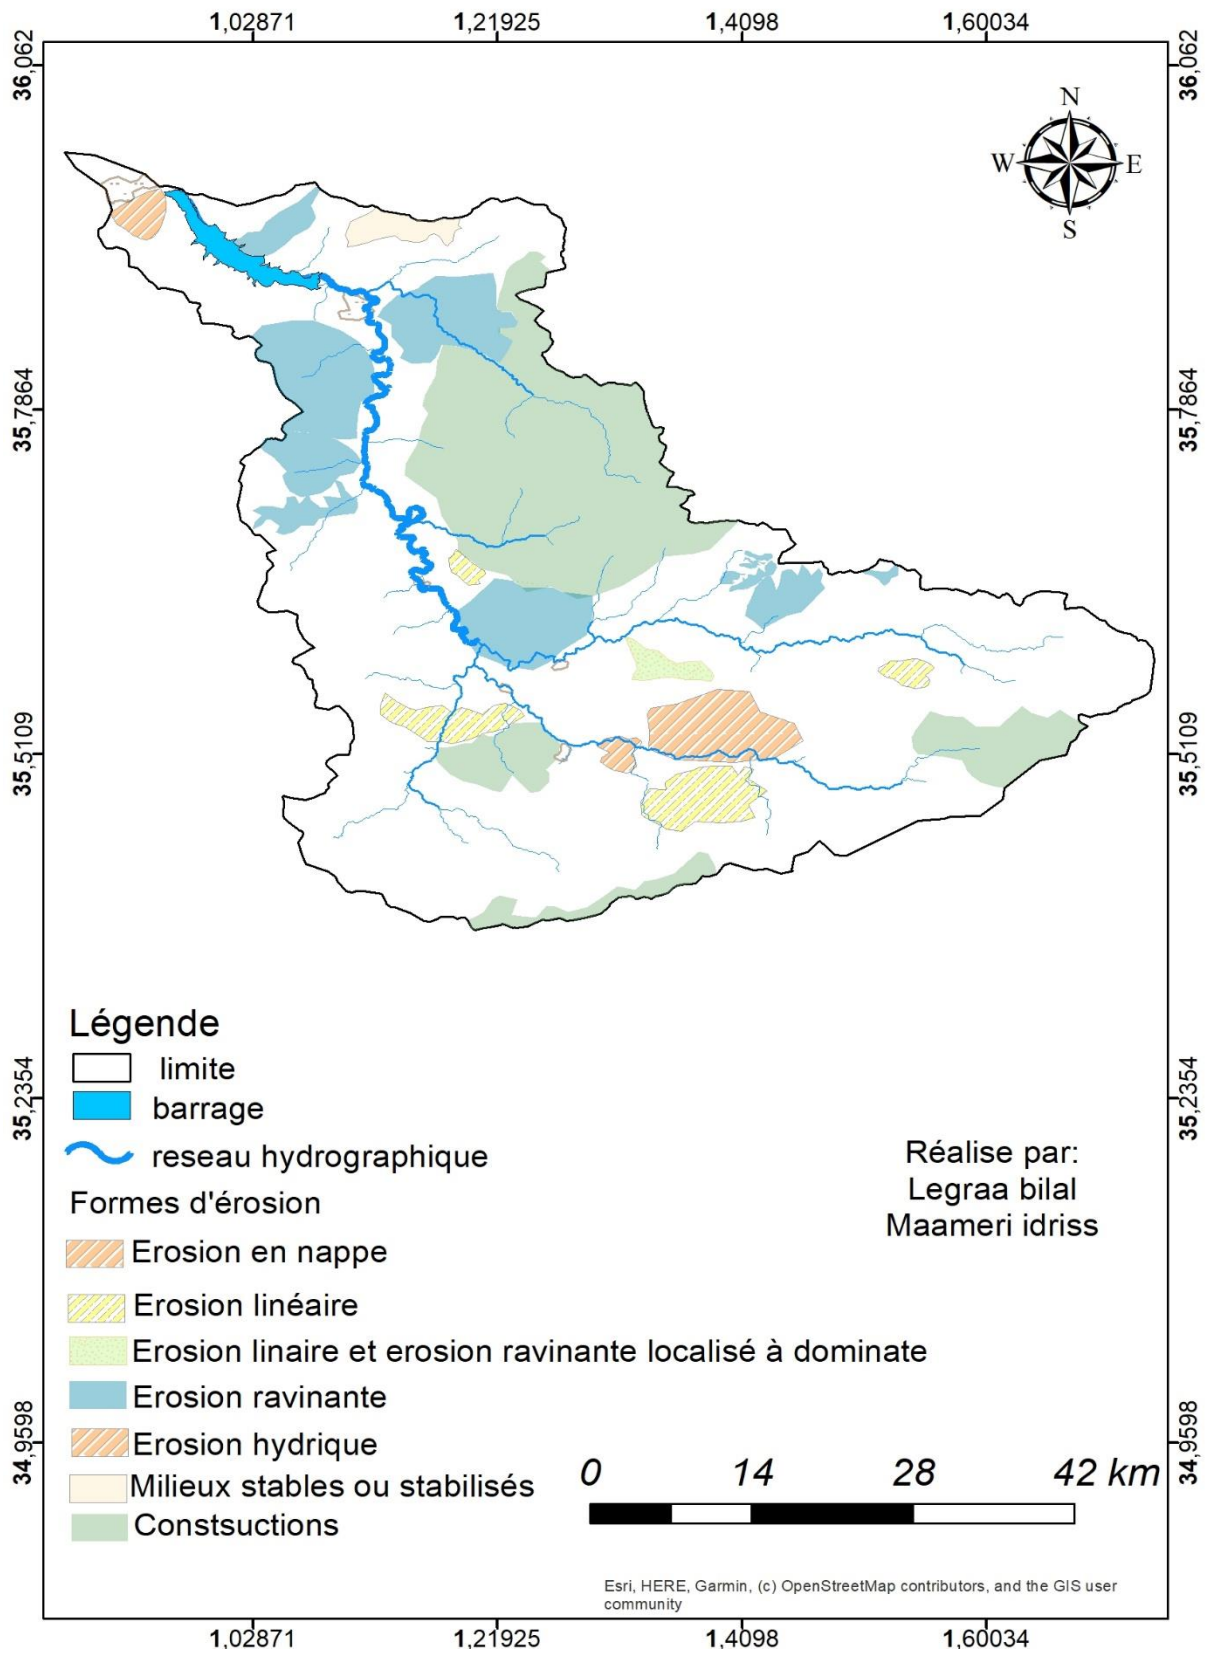 1,02871 1,21925 1,4098 1,60034
36,062 36,062
N
W E
S
35,7864 35,7864
35,5109 35,5109
Légende
limite
35,2354 35,2354
barrage
reseau hydrographique
Réalise par:
Legraa bilal
Maameri idriss
Formes d'érosion
Erosion en nappe
Erosion linéaire
Erosion linaire et erosion ravinante localisé à dominate
Erosion ravinante
Erosion hydrique
34,9598 34,9598
Milieux stables ou stabilisés
Constsuctions
0 14 28 42 km
Esri, HERE, Garmin, (c) OpenStreetMap contributors, and the GIS user
community
1,02871 1,21925 1,4098 1,60034